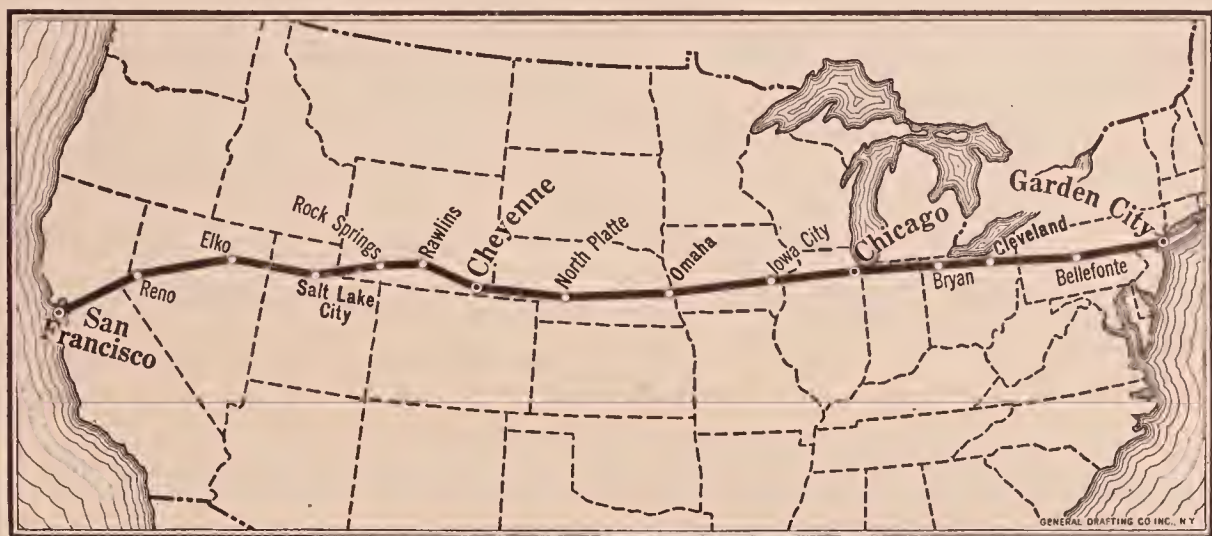 San
Francisco
Reno
Elko
Salt Lake
City
Rock Springs
Rawlins
Cheyenne
North Platte
Omaha
Iowa City
Chicago
Bryan
Cleveland
Bellefonte
Garden City
GENERAL DRAFTING CO INC., N Y